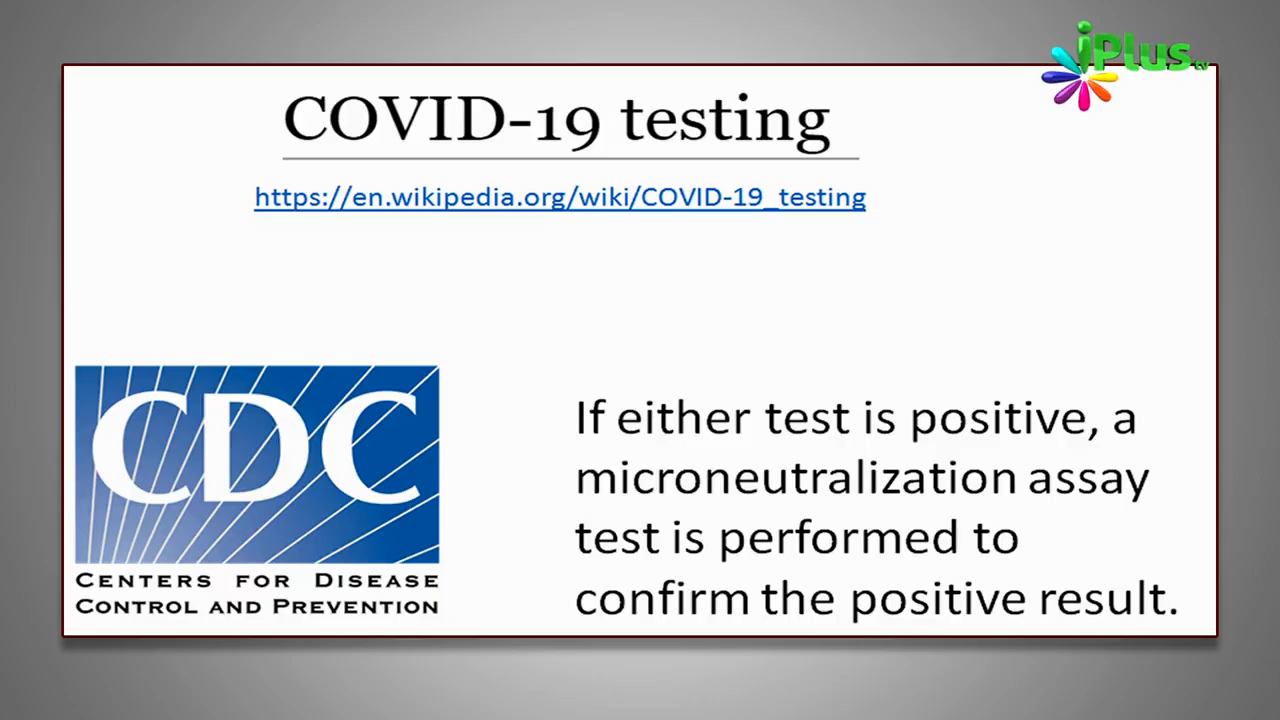 iPlus tv
COVID-19 testing
https://en.wikipedia.org/wiki/COVID-19_testing
CDC
CENTERS FOR DISEASE
CONTROL AND PREVENTION
If either test is positive, a
microneutralization assay
test is performed to
confirm the positive result.